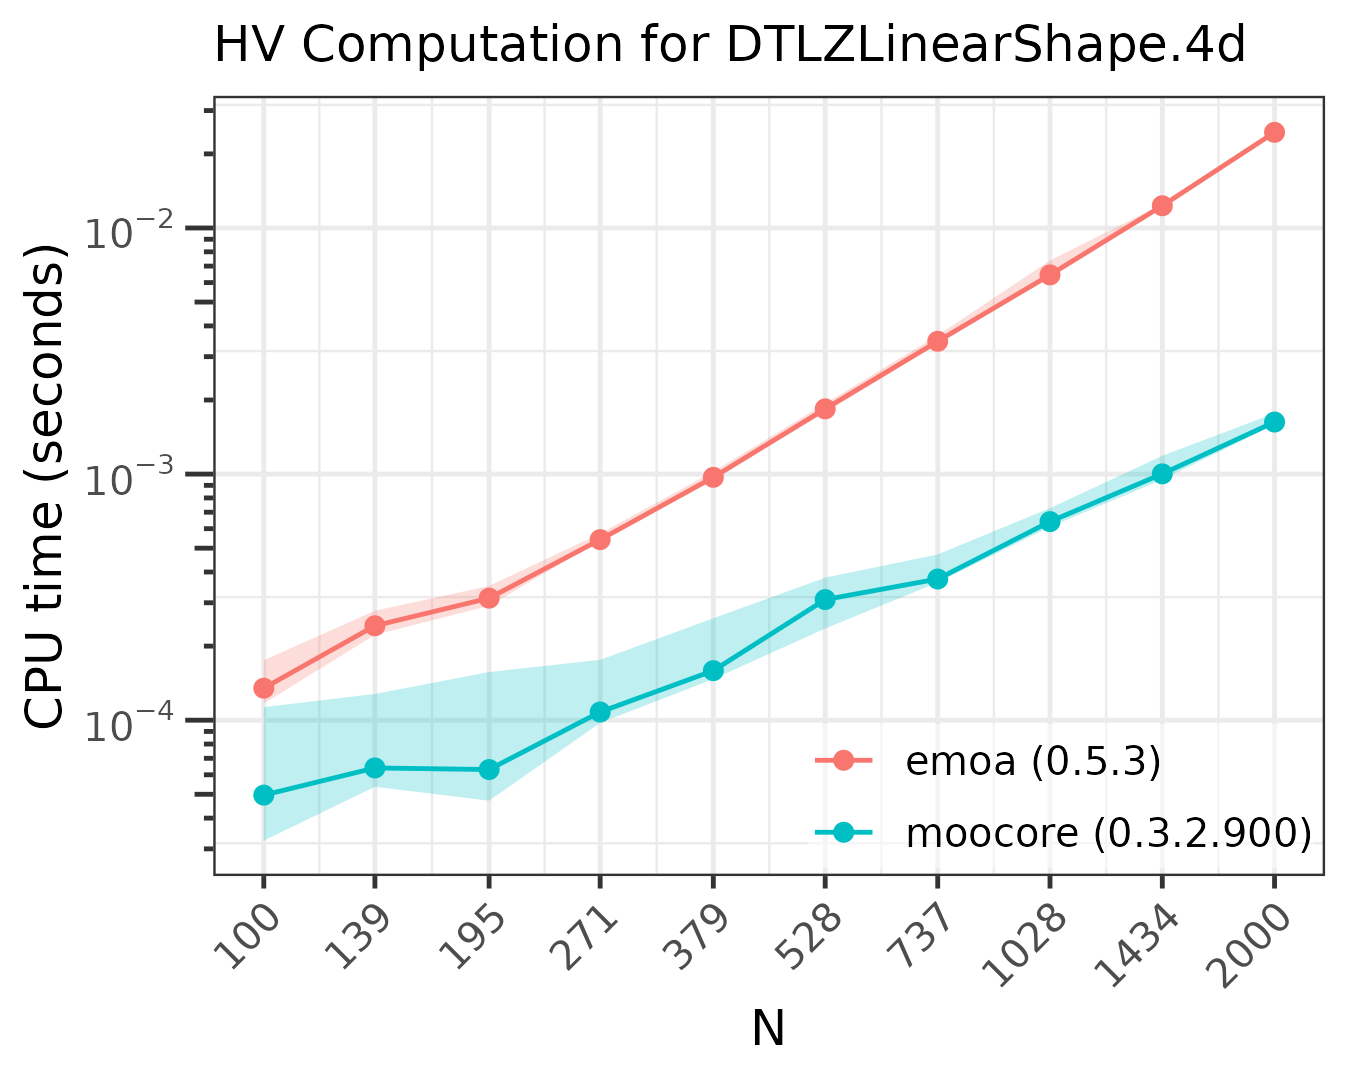 HV Computation for DTLZLinearShape.4d
CPU time (seconds)
10⁻²
10⁻³
10⁻⁴
emoa (0.5.3)
moocore (0.3.2.900)
100 139 195 271 379 528 737 1028 1434 2000
N